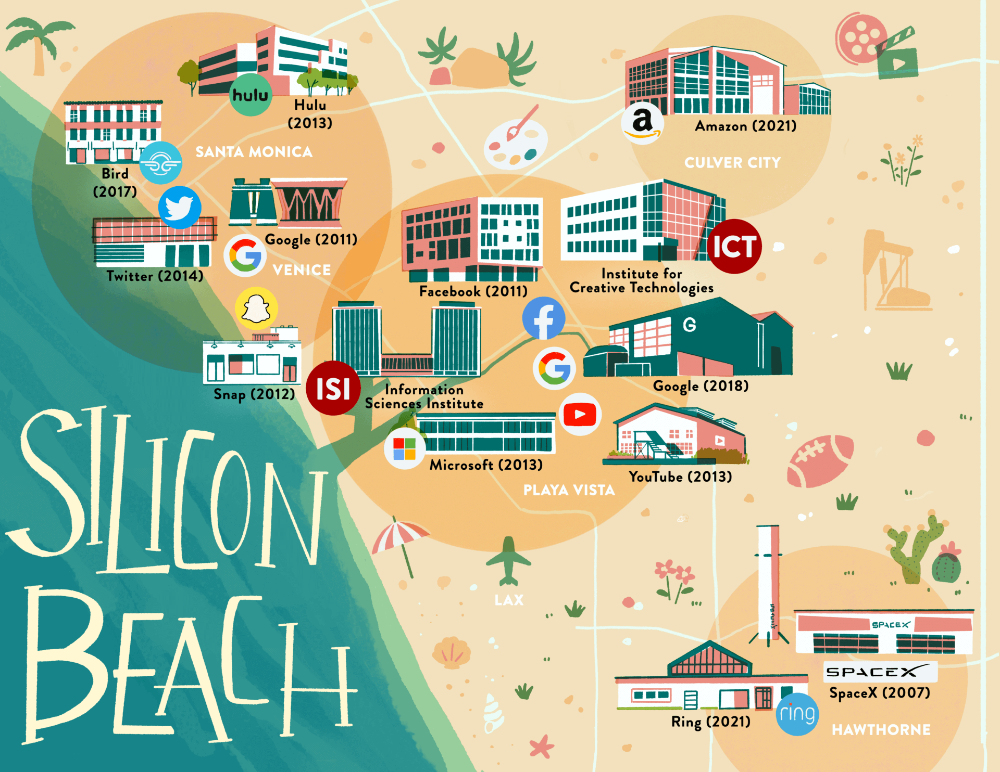 hulu
Hulu
(2013)
a
Amazon (2021)
SANTA MONICA
CULVER CITY
Bird
(2017)
Google (2011)
ICT
VENICE
Twitter (2014)
Institute for
Creative Technologies
Facebook (2011)
f
G
Google (2018)
Snap (2012)
ISI
Information
Sciences Institute
Microsoft (2013)
YouTube (2013)
PLAYA VISTA
SILICON
BEACH
LAX
SPACEX
SPACEX
SpaceX (2007)
Ring (2021)
ring
HAWTHORNE